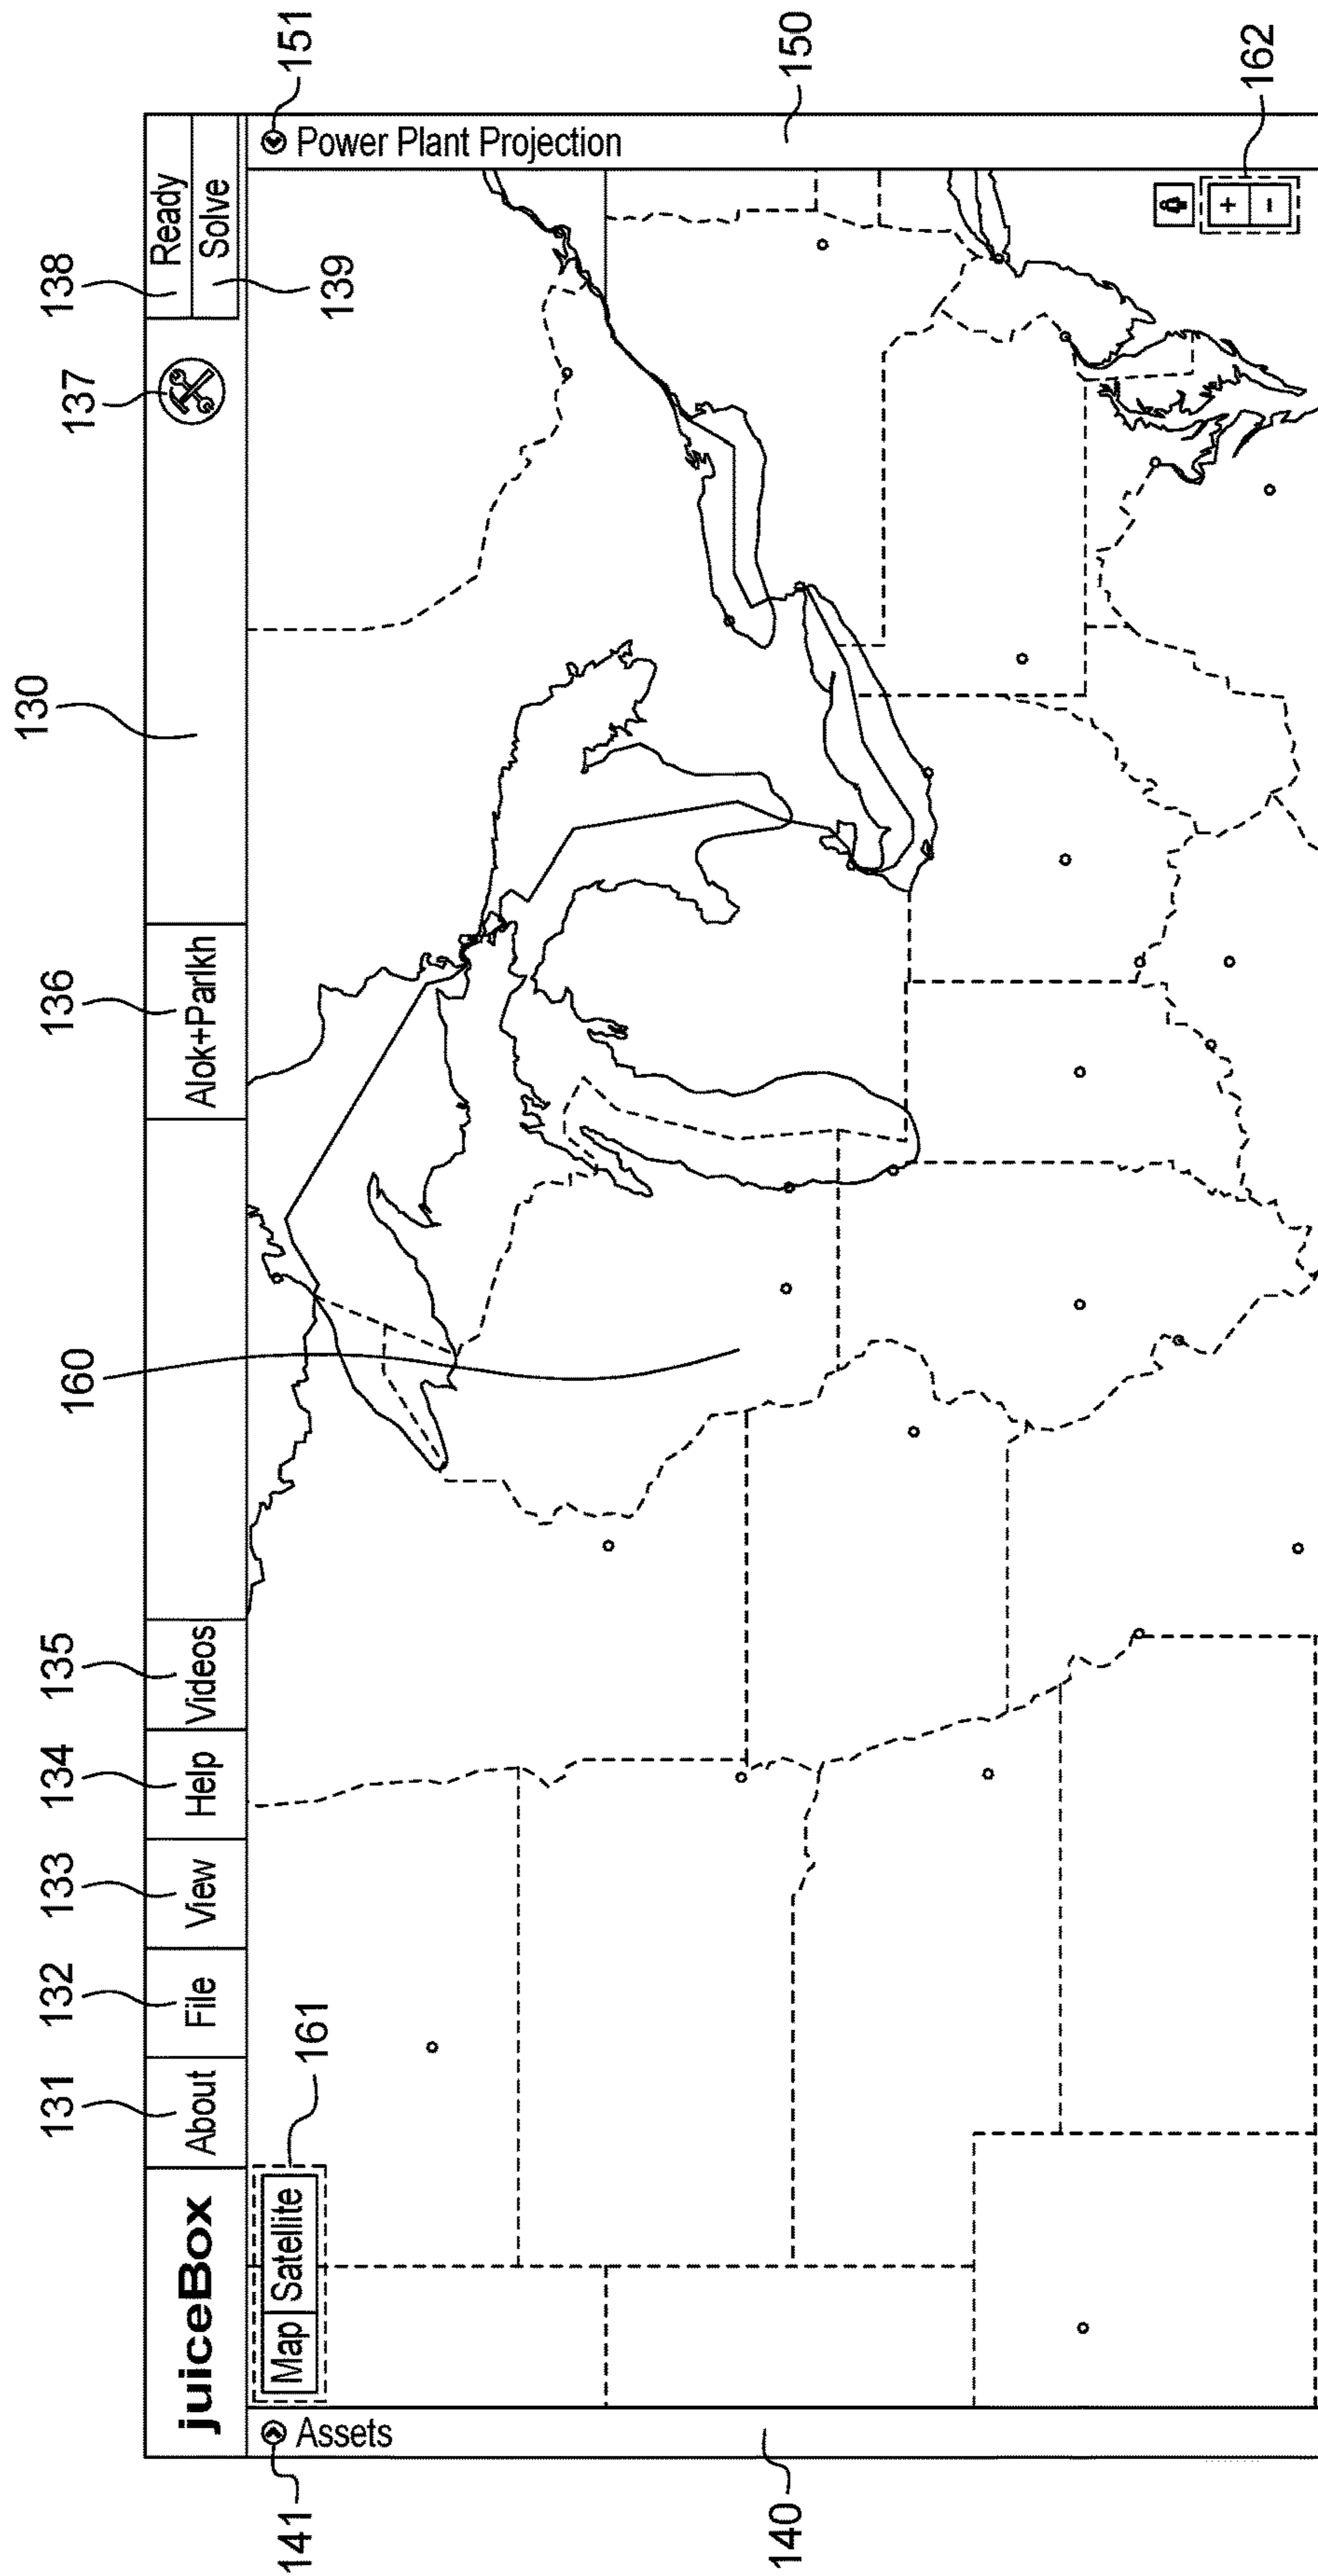 131 132 133 134 135 160 136 130 137 138
juiceBox About File View Help Videos Alok+Parlkh Ready
Solve
139
141 Assets
Map Satellite
161
Power Plant Projection 151
140
150
+
-
162